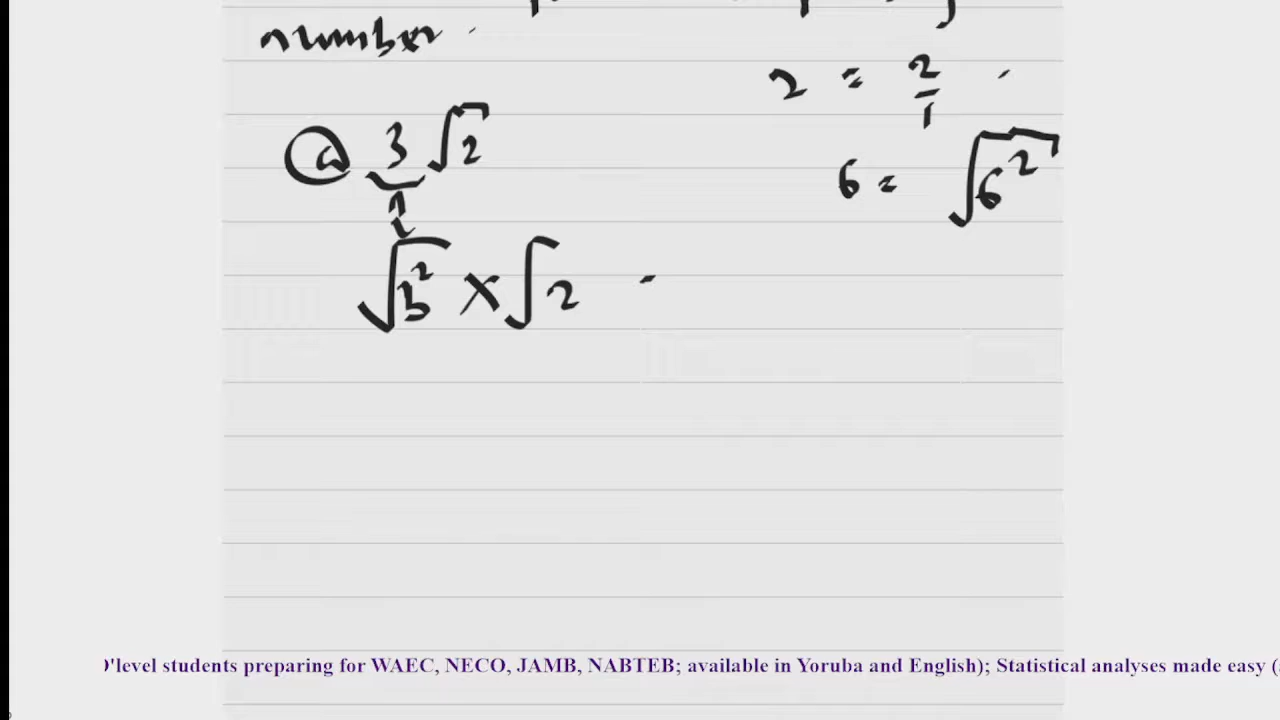 number.
2 = 2/1
ⓐ 3√2
6 = √6²
√3² × √2 =
O'level students preparing for WAEC, NECO, JAMB, NABTEB; available in Yoruba and English); Statistical analyses made easy (